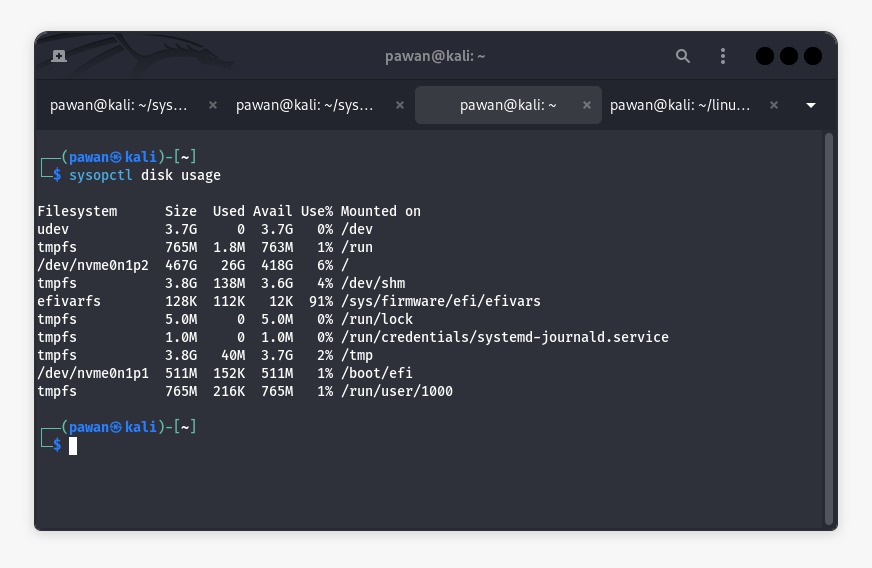 pawan@kali: ~
pawan@kali: ~/sys... × pawan@kali: ~/sys... × pawan@kali: ~ × pawan@kali: ~/linu... ×
┌──(pawan㉿kali)-[~]
└─$ sysopctl disk usage
Filesystem      Size  Used Avail Use% Mounted on
udev            3.7G     0  3.7G   0% /dev
tmpfs           765M  1.8M  763M   1% /run
/dev/nvme0n1p2  467G   26G  418G   6% /
tmpfs           3.8G  138M  3.6G   4% /dev/shm
efivarfs        128K  112K   12K  91% /sys/firmware/efi/efivars
tmpfs           5.0M     0  5.0M   0% /run/lock
tmpfs           1.0M     0  1.0M   0% /run/credentials/systemd-journald.service
tmpfs           3.8G   40M  3.7G   2% /tmp
/dev/nvme0n1p1  511M  152K  511M   1% /boot/efi
tmpfs           765M  216K  765M   1% /run/user/1000
┌──(pawan㉿kali)-[~]
└─$